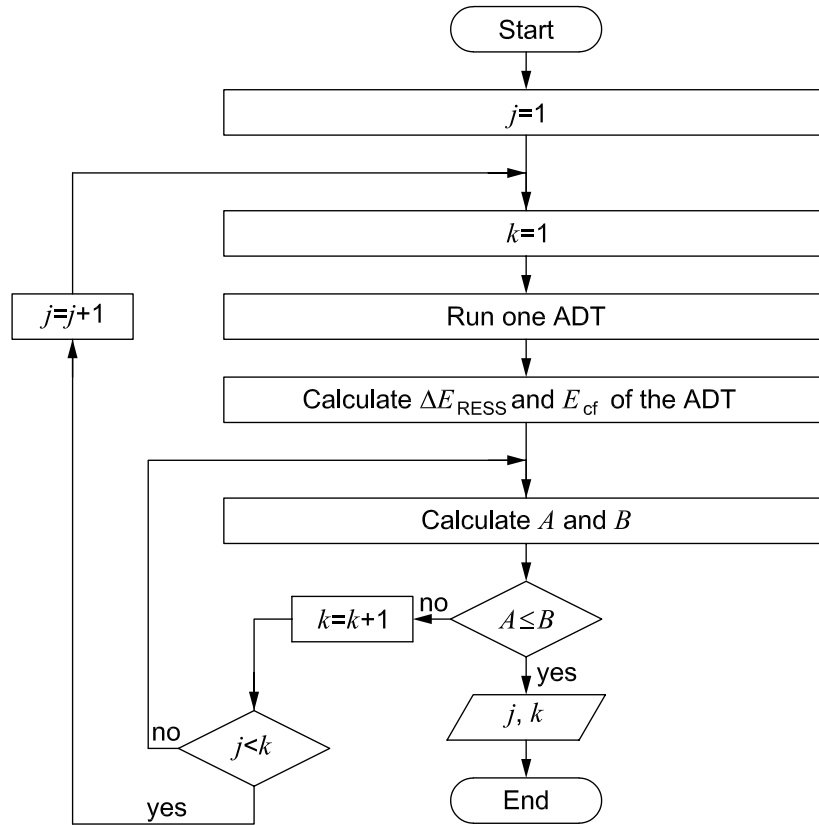 Start
j=1
k=1
j=j+1
Run one ADT
Calculate ΔE_RESS and E_cf of the ADT
Calculate A and B
k=k+1
no
A≤B
yes
j, k
no
j<k
yes
End